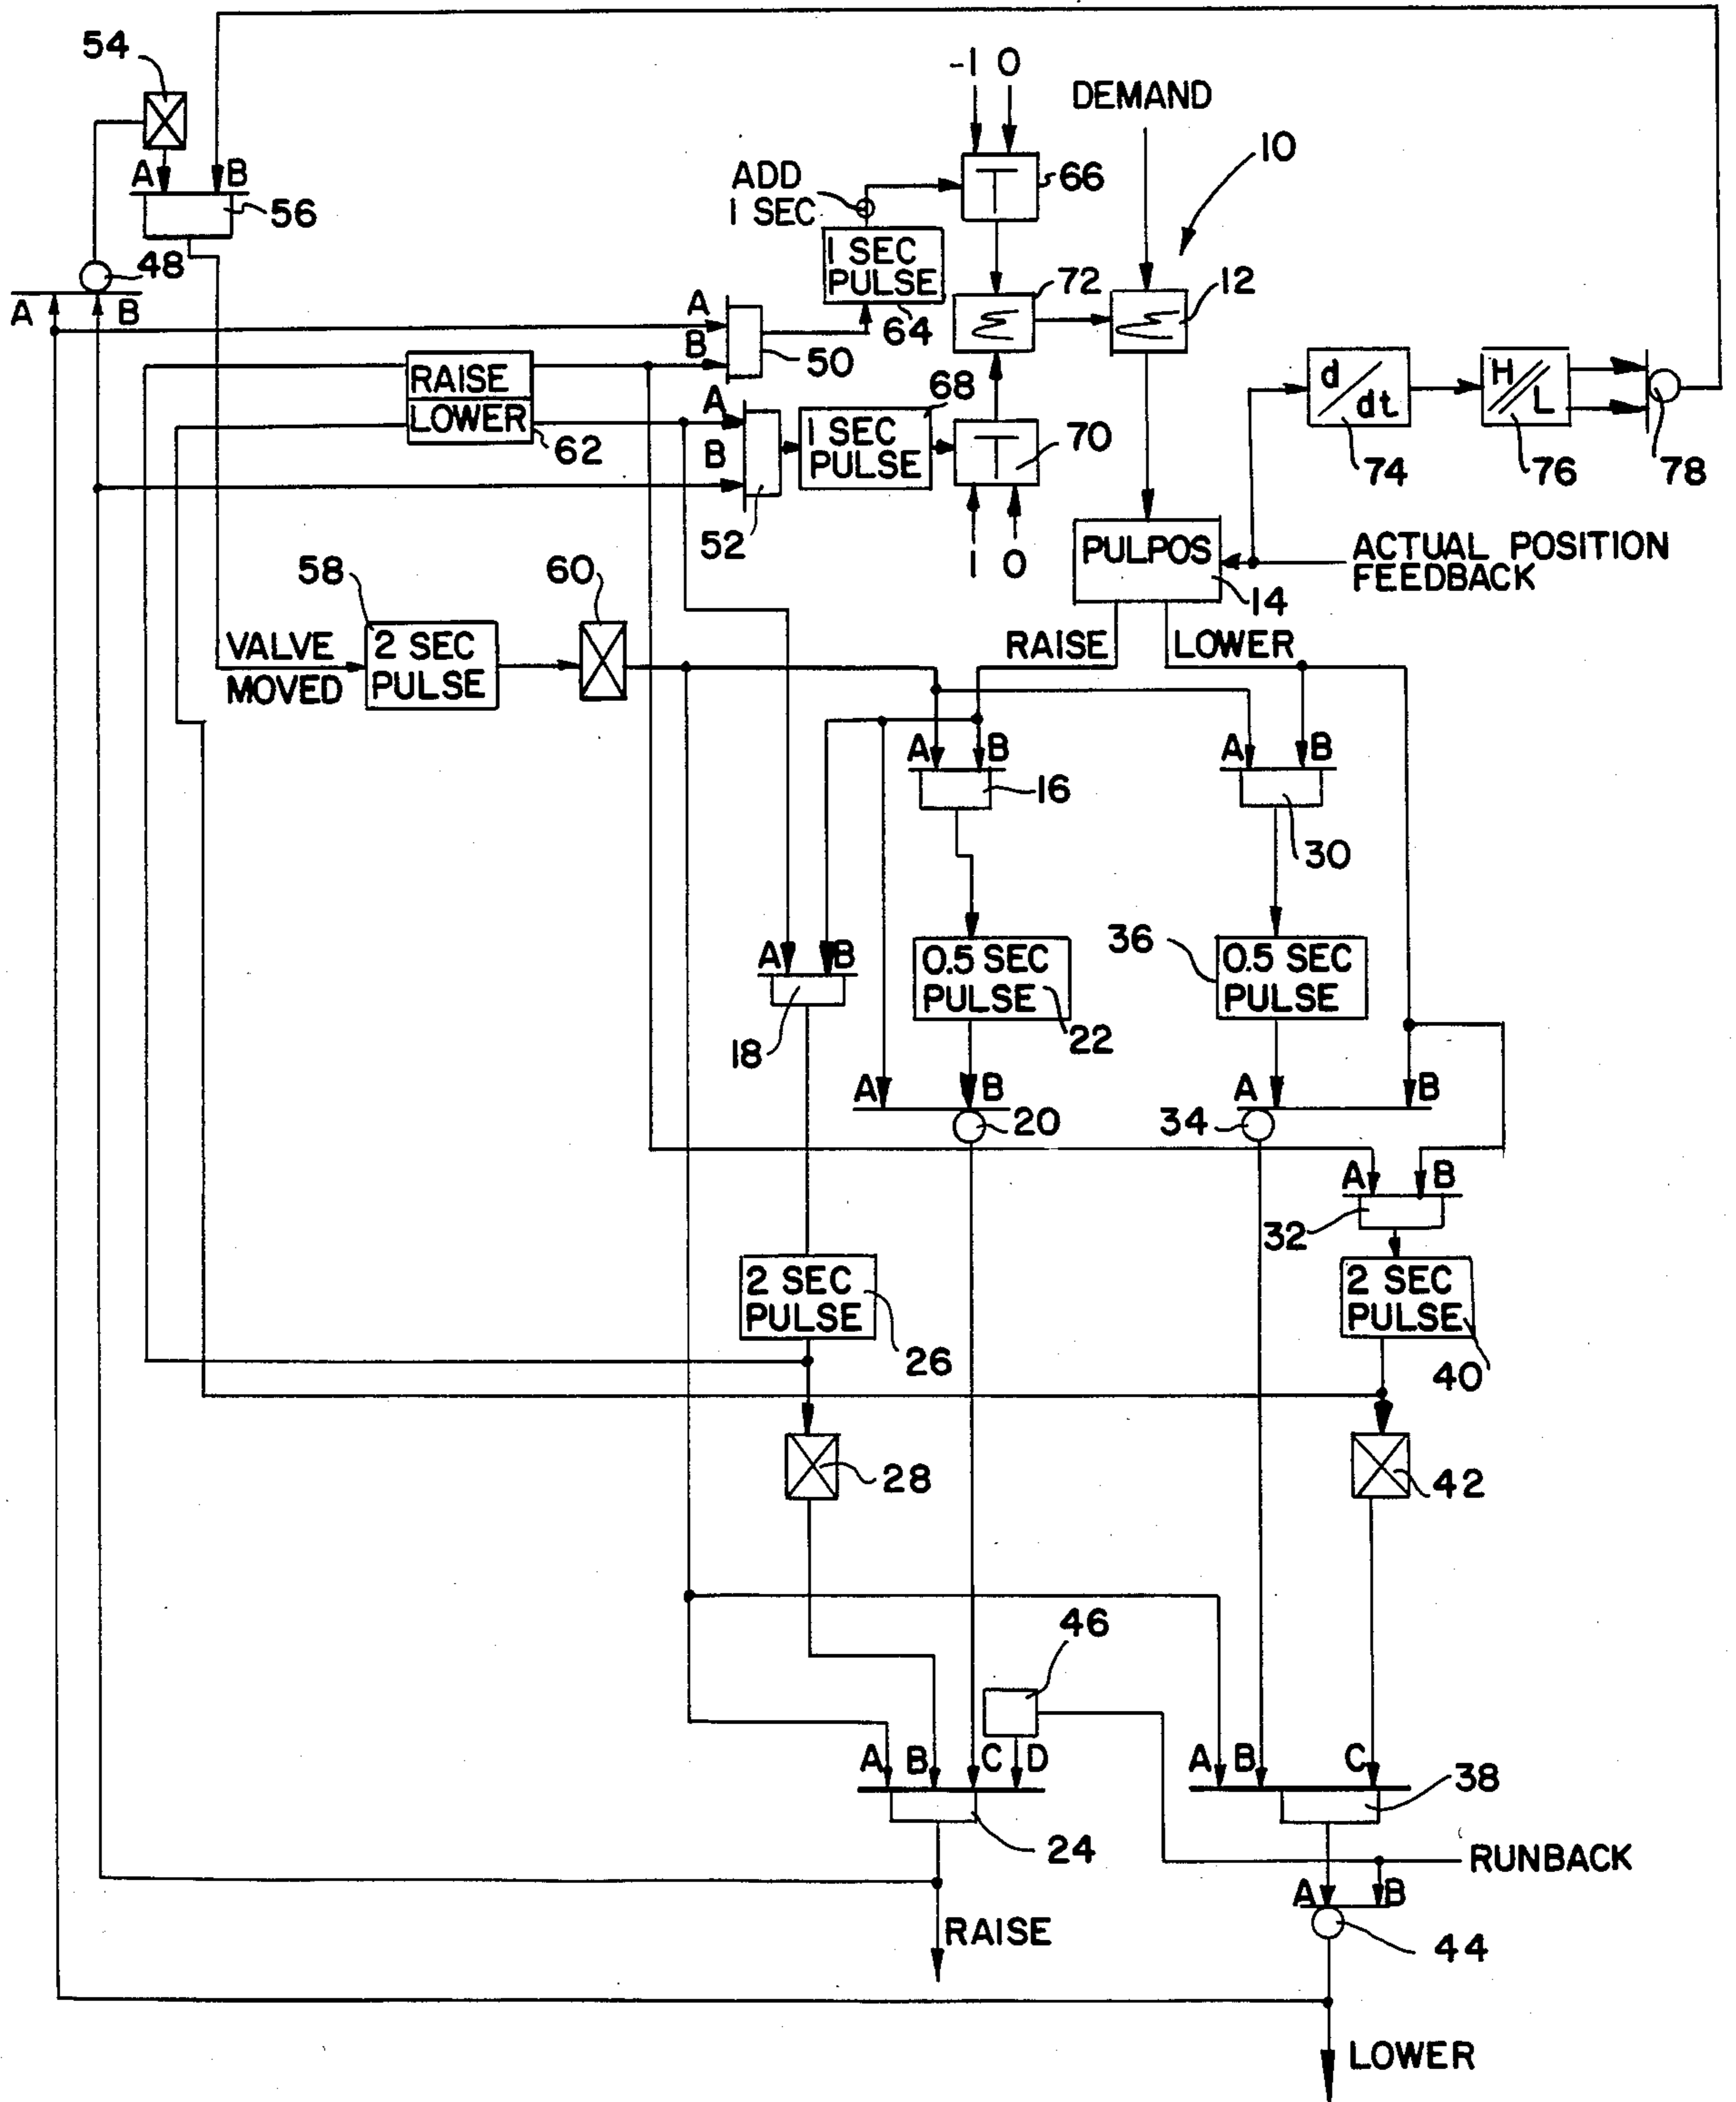 54
-1 0
DEMAND
10
A B
56
ADD
1 SEC
T
66
48
A B
1 SEC
PULSE
64
72
Σ
12
Σ
A
B
50
RAISE
LOWER
62
68
A
B
1 SEC
PULSE
T
70
52
1 0
d/dt
74
H//L
76
78
PULPOS
14
ACTUAL POSITION
FEEDBACK
58
60
VALVE
MOVED
2 SEC
PULSE
RAISE
LOWER
A B
16
A B
30
A B
18
0.5 SEC
PULSE
22
36
0.5 SEC
PULSE
A B
20
A B
34
A B
32
2 SEC
PULSE
26
2 SEC
PULSE
40
28
42
46
A B C D
24
A B C
38
RUNBACK
A B
44
RAISE
LOWER